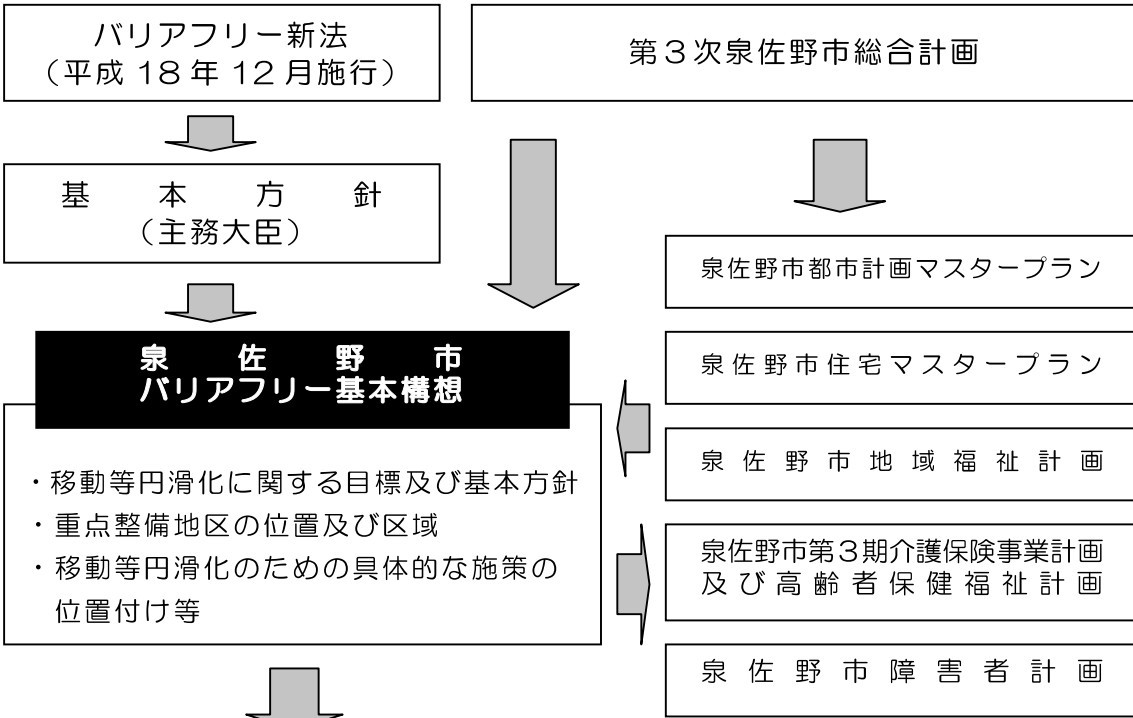 バリアフリー新法
（平成 18 年 12 月施行）
第３次泉佐野市総合計画
基本方針
（主務大臣）
泉佐野市
バリアフリー基本構想
・移動等円滑化に関する目標及び基本方針
・重点整備地区の位置及び区域
・移動等円滑化のための具体的な施策の
位置付け等
泉佐野市都市計画マスタープラン
泉佐野市住宅マスタープラン
泉佐野市地域福祉計画
泉佐野市第３期介護保険事業計画
及び高齢者保健福祉計画
泉佐野市障害者計画